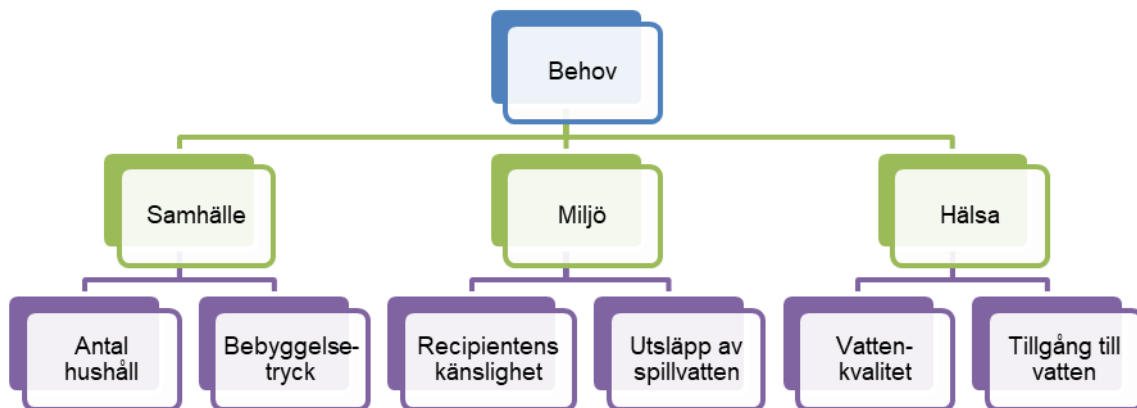 Behov
Samhälle
Miljö
Hälsa
Antal
hushåll
Bebyggelse-
tryck
Recipientens
känslighet
Utsläpp av
spillvatten
Vatten-
kvalitet
Tillgång till
vatten